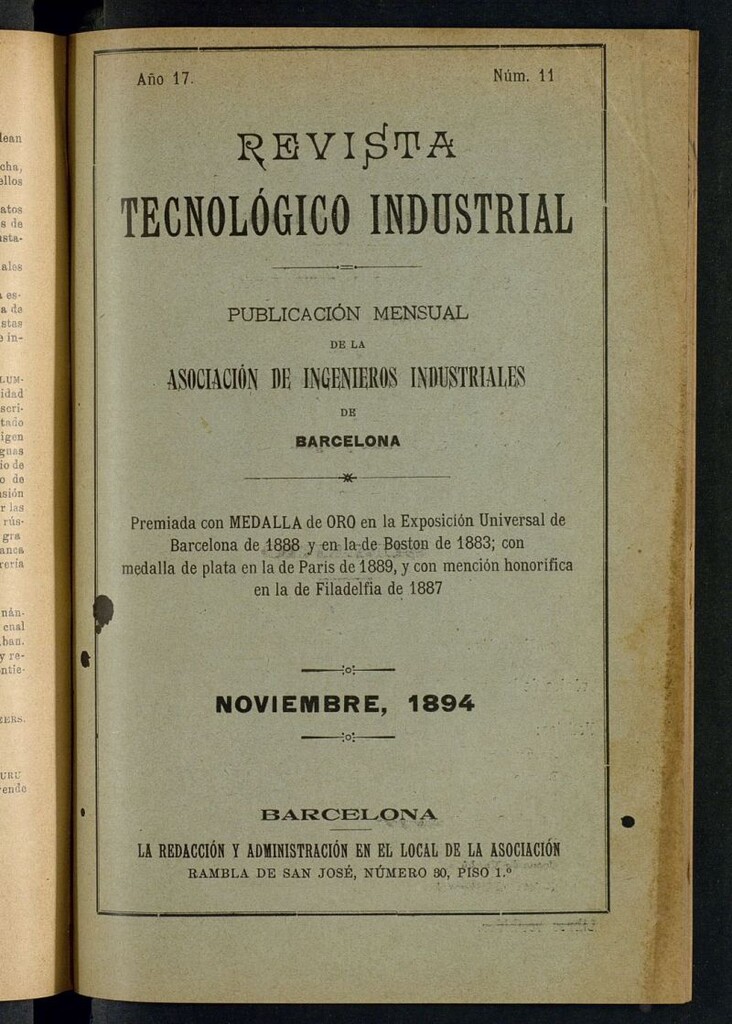 Año 17.
Núm. 11
REVISTA
TECNOLÓGICO INDUSTRIAL
PUBLICACIÓN MENSUAL
DE LA
ASOCIACIÓN DE INGENIEROS INDUSTRIALES
DE
BARCELONA
Premiada con MEDALLA de ORO en la Exposición Universal de
Barcelona de 1888 y en la de Boston de 1883; con
medalla de plata en la de Paris de 1889, y con mención honorifica
en la de Filadelfia de 1887
NOVIEMBRE, 1894
BARCELONA
LA REDACCIÓN Y ADMINISTRACIÓN EN EL LOCAL DE LA ASOCIACIÓN
RAMBLA DE SAN JOSÉ, NÚMERO 30, PISO 1.º